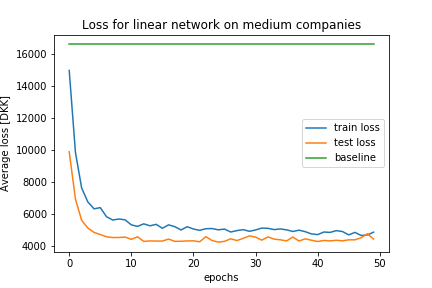 Loss for linear network on medium companies
Average loss [DKK]
16000
14000
12000
10000
8000
6000
4000
train loss
test loss
baseline
0
10
20
30
40
50
epochs